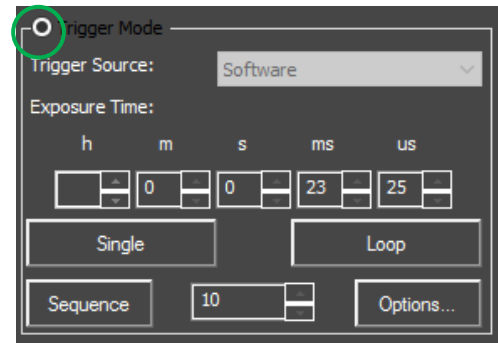 Trigger Mode
Trigger Source: Software
Exposure Time:
h m s ms us
0 0 23 25
Single Loop
Sequence 10 Options...